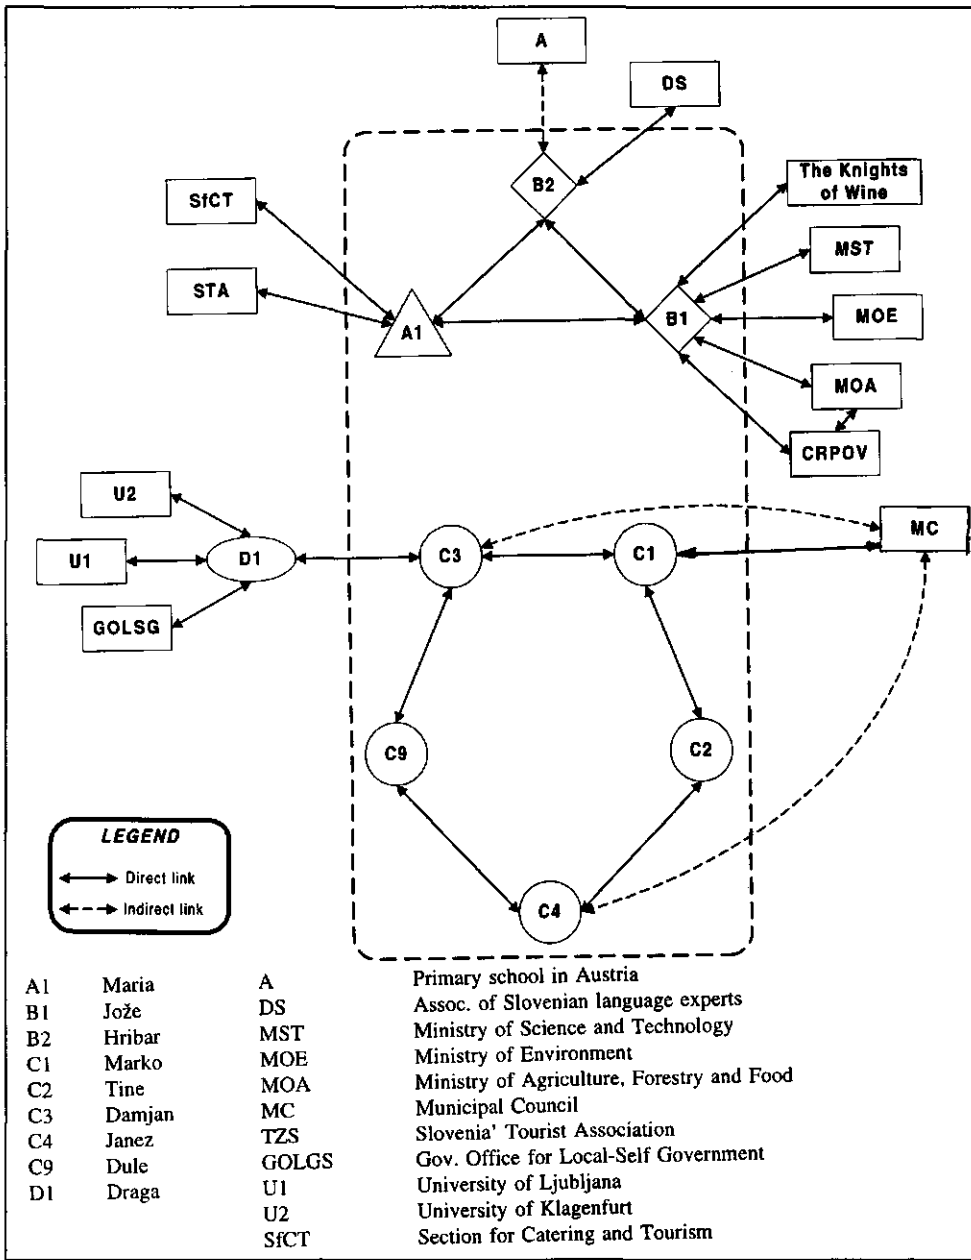 A
DS
B2
The Knights
of Wine
SfCT
MST
STA
A1
B1
MOE
MOA
CRPOV
U2
MC
U1
D1
C3
C1
GOLSG
C9
C2
LEGEND
Direct link
Indirect link
C4
A1 Maria A Primary school in Austria
B1 Jože DS Assoc. of Slovenian language experts
B2 Hribar MST Ministry of Science and Technology
C1 Marko MOE Ministry of Environment
C2 Tine MOA Ministry of Agriculture, Forestry and Food
C3 Damjan MC Municipal Council
C4 Janez TZS Slovenia' Tourist Association
C9 Dule GOLGS Gov. Office for Local-Self Government
D1 Draga U1 University of Ljubljana
U2 University of Klagenfurt
SfCT Section for Catering and Tourism